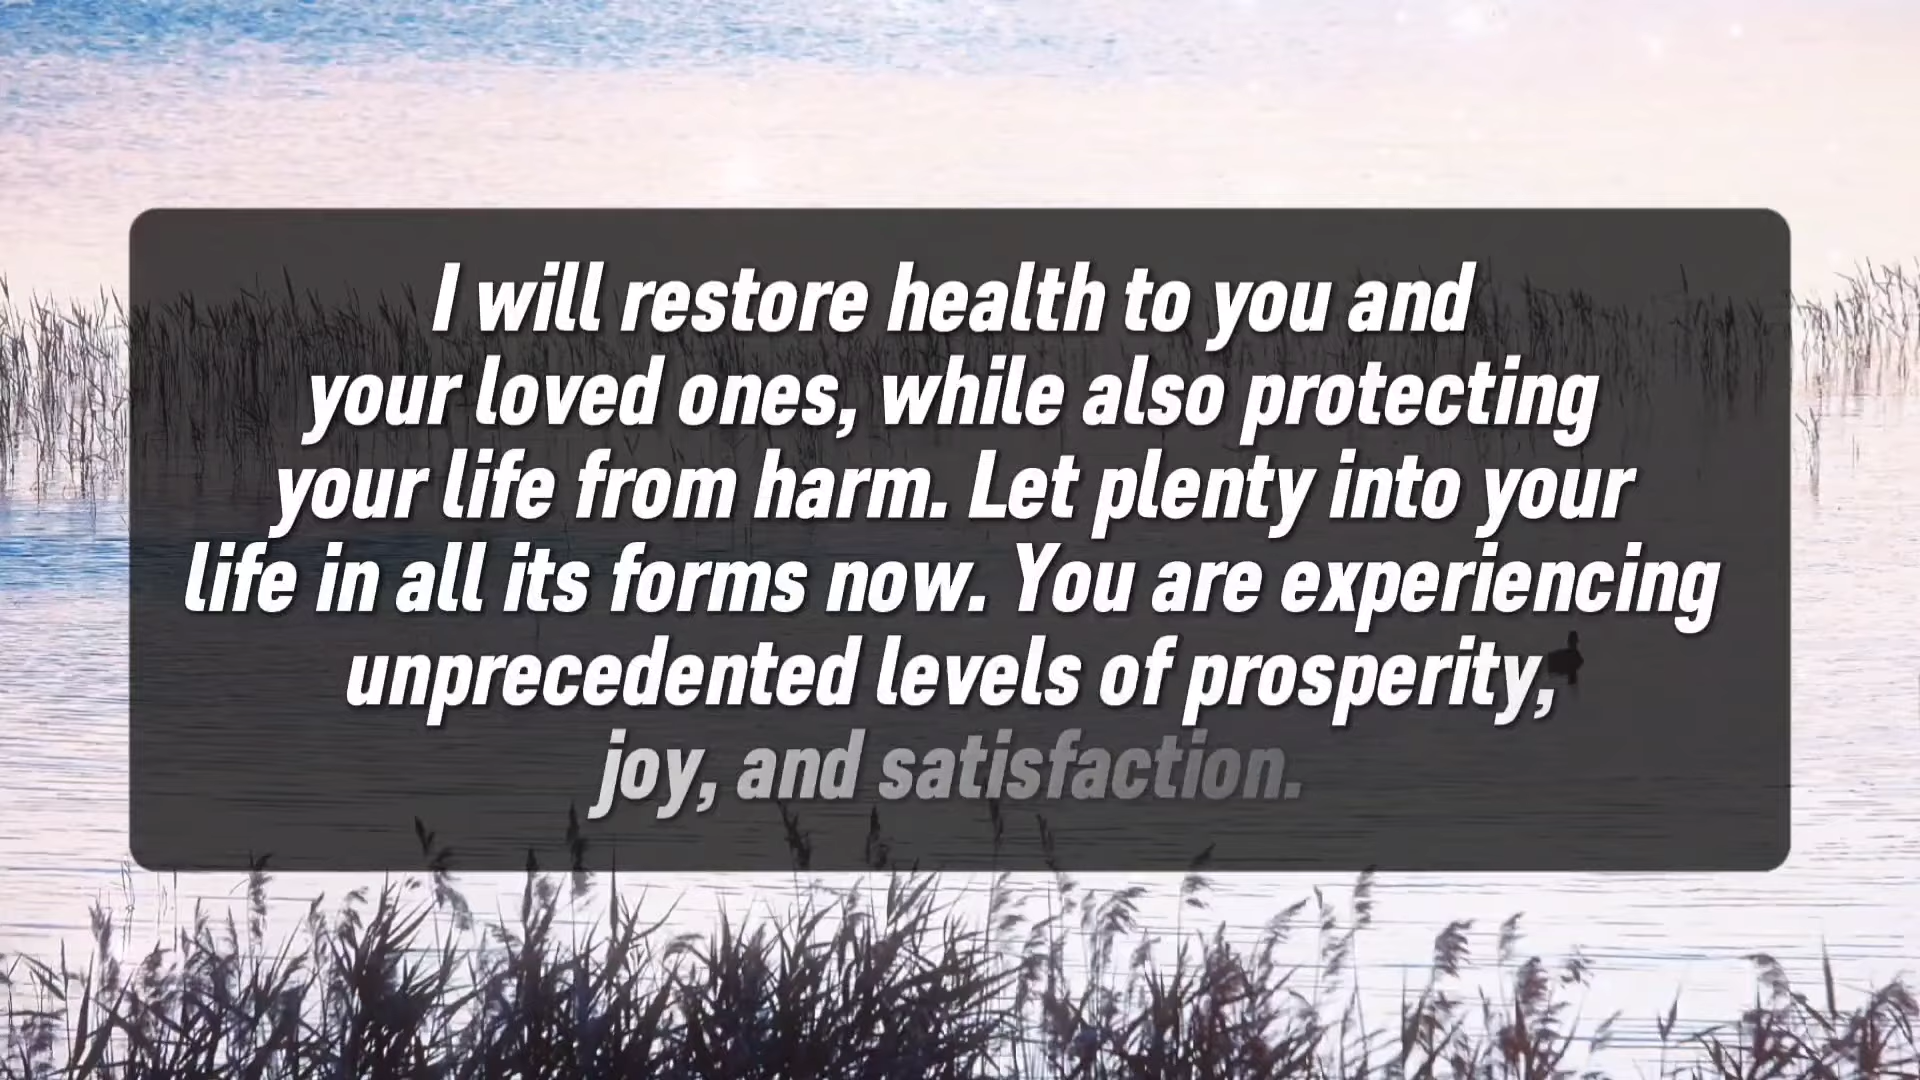 I will restore health to you and
your loved ones, while also protecting
your life from harm. Let plenty into your
life in all its forms now. You are experiencing
unprecedented levels of prosperity,
joy, and satisfaction.